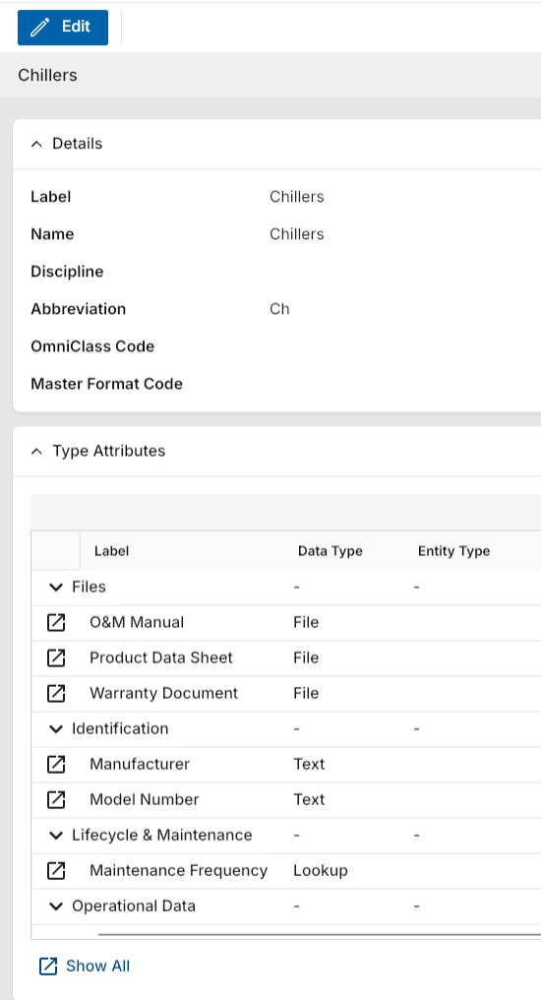 Edit
Chillers
Details
Label Chillers
Name Chillers
Discipline
Abbreviation Ch
OmniClass Code
Master Format Code
Type Attributes
Label Data Type Entity Type
Files - -
O&M Manual File
Product Data Sheet File
Warranty Document File
Identification - -
Manufacturer Text
Model Number Text
Lifecycle & Maintenance - -
Maintenance Frequency Lookup
Operational Data - -
Show All